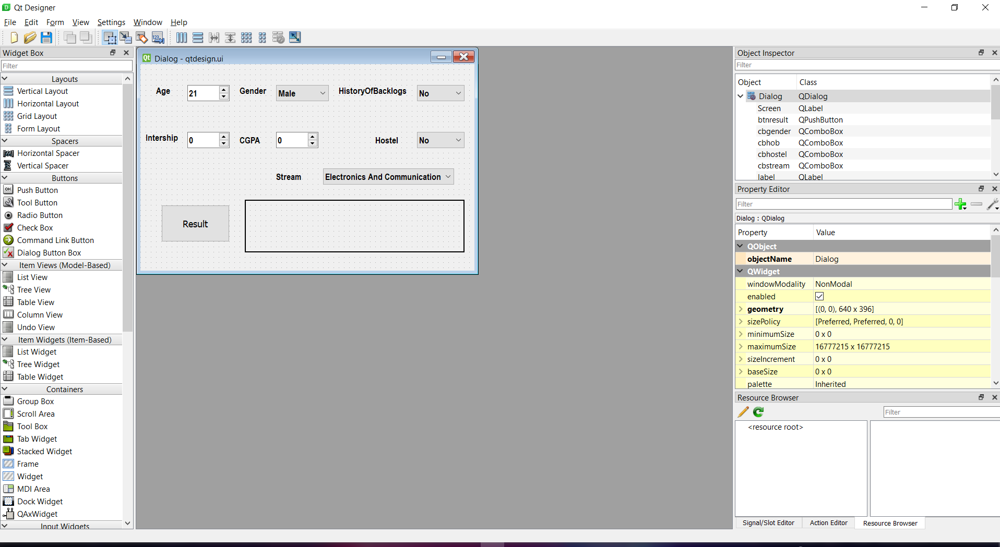 Qt Designer
File Edit Form View Settings Window Help
Widget Box
Filter
Layouts
Vertical Layout
Horizontal Layout
Grid Layout
Form Layout
Spacers
Horizontal Spacer
Vertical Spacer
Buttons
Push Button
Tool Button
Radio Button
Check Box
Command Link Button
Dialog Button Box
Item Views (Model-Based)
List View
Tree View
Table View
Column View
Undo View
Item Widgets (Item-Based)
List Widget
Tree Widget
Table Widget
Containers
Group Box
Scroll Area
Tool Box
Tab Widget
Stacked Widget
Frame
Widget
MDI Area
Dock Widget
QAxWidget
Input Widgets
Qt Dialog - qtdesign.ui
Age 21 Gender Male HistoryOfBacklogs No
Intership 0 CGPA 0 Hostel No
Stream Electronics And Communication
Result
Object Inspector
Filter
Object Class
Dialog QDialog
Screen QLabel
btnresult QPushButton
cbgender QComboBox
cbhob QComboBox
cbhostel QComboBox
cbstream QComboBox
label QLabel
Property Editor
Filter
Dialog : QDialog
Property Value
QObject
objectName Dialog
QWidget
windowModality NonModal
enabled
geometry [(0, 0), 640 x 396]
sizePolicy [Preferred, Preferred, 0, 0]
minimumSize 0 x 0
maximumSize 16777215 x 16777215
sizeIncrement 0 x 0
baseSize 0 x 0
palette Inherited
Resource Browser
Filter
<resource root>
Signal/Slot Editor Action Editor Resource Browser